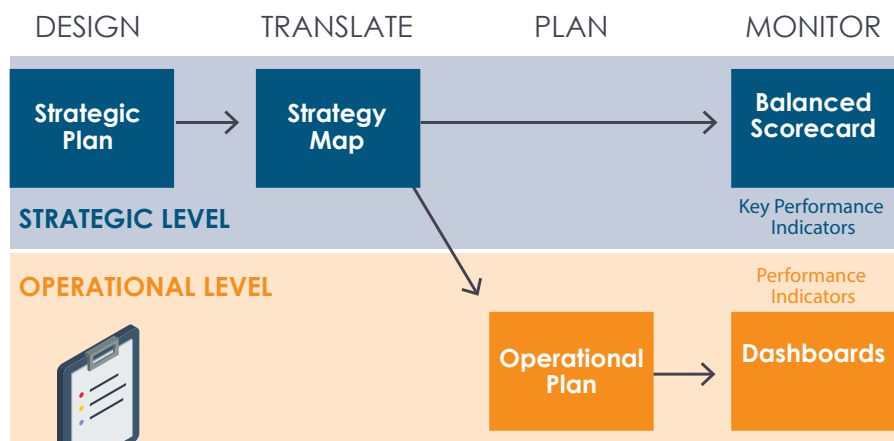 DESIGN TRANSLATE PLAN MONITOR
Strategic
Plan
Strategy
Map
Balanced
Scorecard
STRATEGIC LEVEL
Key Performance
Indicators
OPERATIONAL LEVEL
Performance
Indicators
Operational
Plan
Dashboards